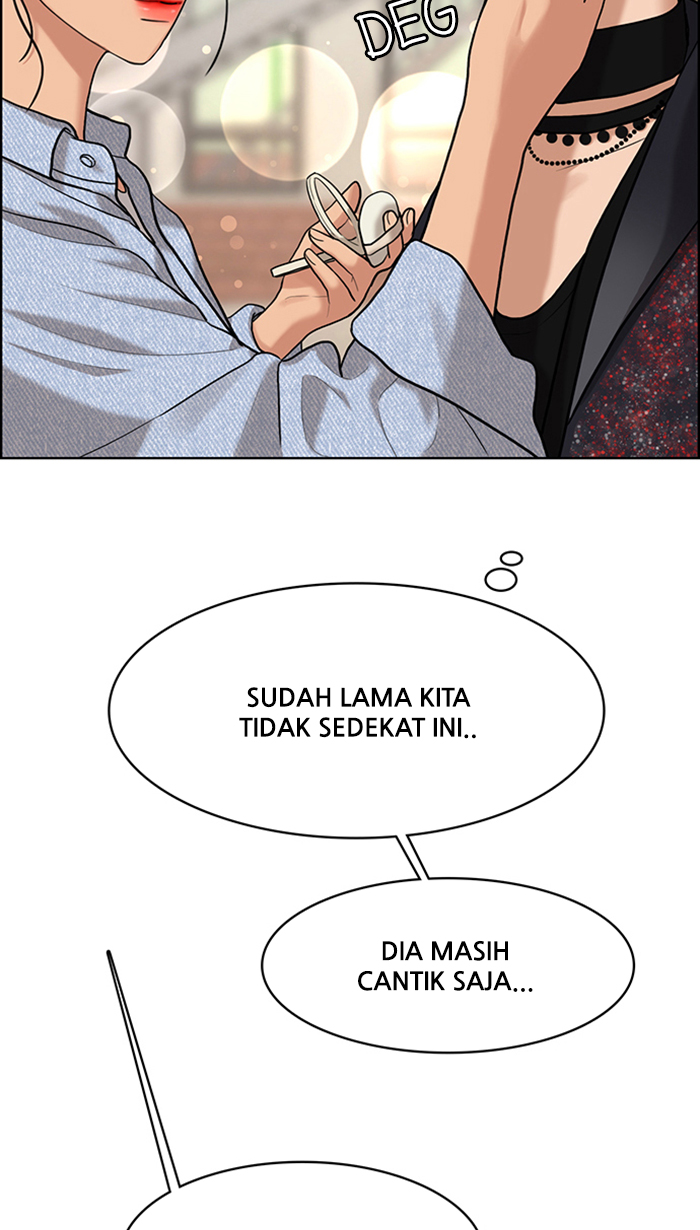 DEG
SUDAH LAMA KITA
TIDAK SEDEKAT INI..
DIA MASIH
CANTIK SAJA...